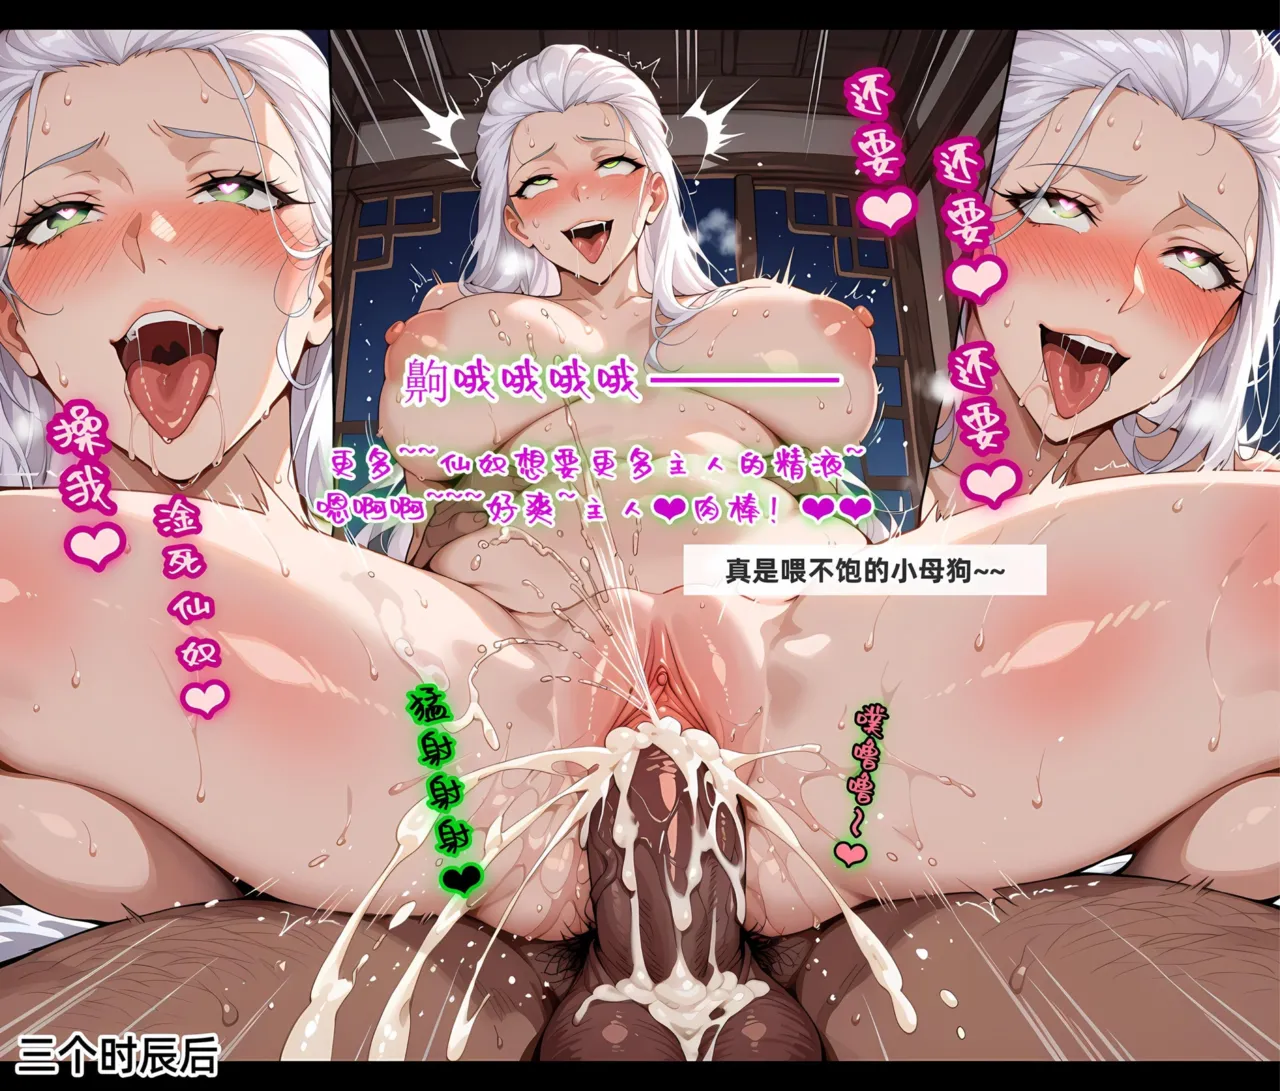 还要❤
还要❤
还要❤
齁哦哦哦哦————
更多~~仙奴想要更多主人的精液~
嗯啊啊~~~好爽~主人❤肉棒！❤❤
操我❤
淦死仙奴❤
真是喂不饱的小母狗~~
猛射射射❤
噗噜噜~❤
三个时辰后